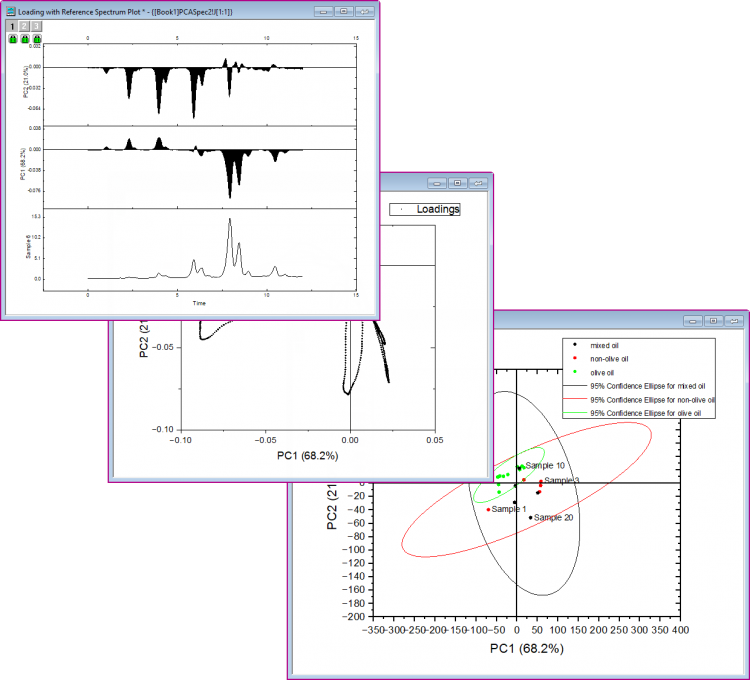 Loading with Reference Spectrum Plot * - ([Book1]PCASpec2!J[1:1])
1 2 3
0 5 10 15
0.032
0.000
-0.032
-0.064
PC2 (21.0%)
0.038
0.000
-0.038
-0.076
PC1 (68.2%)
15.3
10.2
5.1
0.0
Sample 6
0 5 10 15
Time
Loadings
PC2 (21
−0.05
−0.10
−0.10 −0.05 0.00 0.05
PC1 (68.2%)
mixed oil
non-olive oil
olive oil
95% Confidence Ellipse for mixed oil
95% Confidence Ellipse for non-olive oil
95% Confidence Ellipse for olive oil
Sample 10
Sample 3
Sample 1
Sample 20
PC2 (21
−20
−40
−60
−80
−100
−120
−140
−160
−180
−200
−350−300−250−200−150−100−50 0 50 100 150 200 250 300 350 400
PC1 (68.2%)